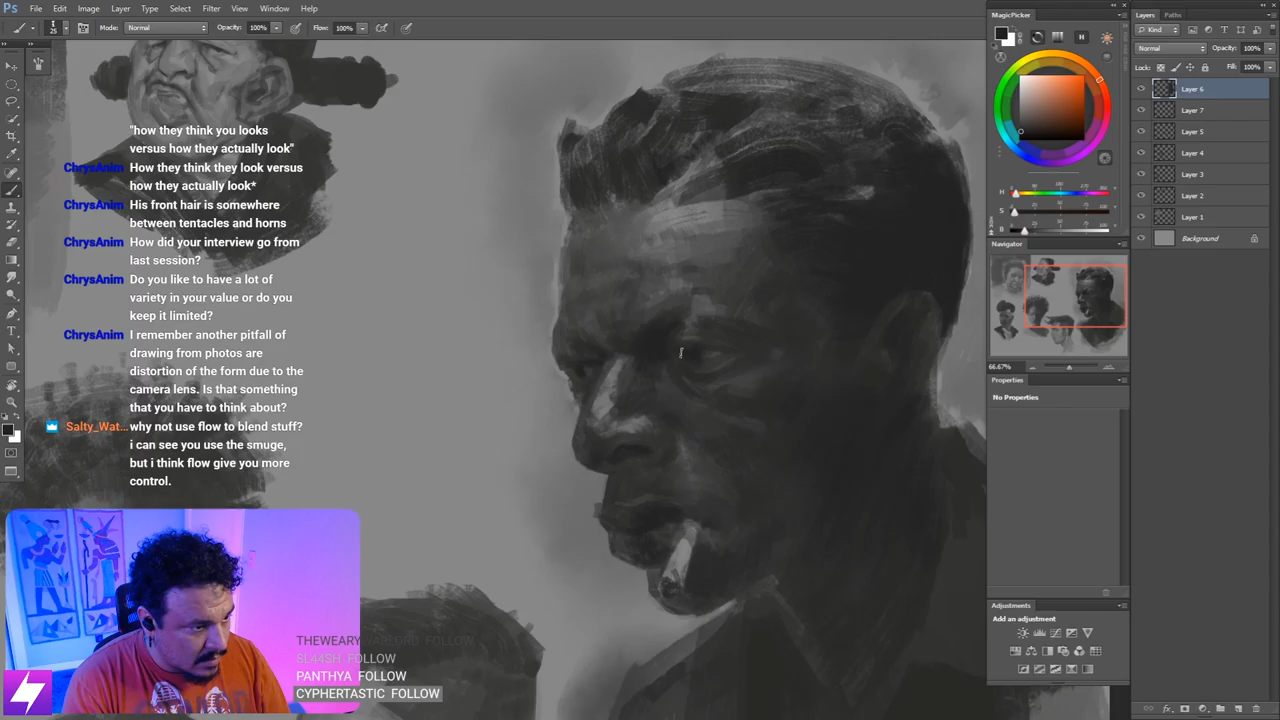 Ps File Edit Image Layer Type Select Filter View Window Help
25 Mode: Normal Opacity: 100% Flow: 100%
"how they think you looks
versus how they actually look"
ChrysAnim How they think they look versus
how they actually look*
ChrysAnim His front hair is somewhere
between tentacles and horns
ChrysAnim How did your interview go from
last session?
ChrysAnim Do you like to have a lot of
variety in your value or do you
keep it limited?
ChrysAnim I remember another pitfall of
drawing from photos are
distortion of the form due to the
camera lens. Is that something
that you have to think about?
Salty_Wat... why not use flow to blend stuff?
i can see you use the smuge,
but i think flow give you more
control.
THEWEARYWARLORD FOLLOW
SL44SH FOLLOW
PANTHYA FOLLOW
CYPHERTASTIC FOLLOW
MagicPicker
H
H
S
B
Navigator
66.67%
Properties
No Properties
Adjustments
Add an adjustment
Layers Paths
Kind
Normal Opacity: 100%
Lock: Fill: 100%
Layer 6
Layer 7
Layer 5
Layer 4
Layer 3
Layer 2
Layer 1
Background
fx